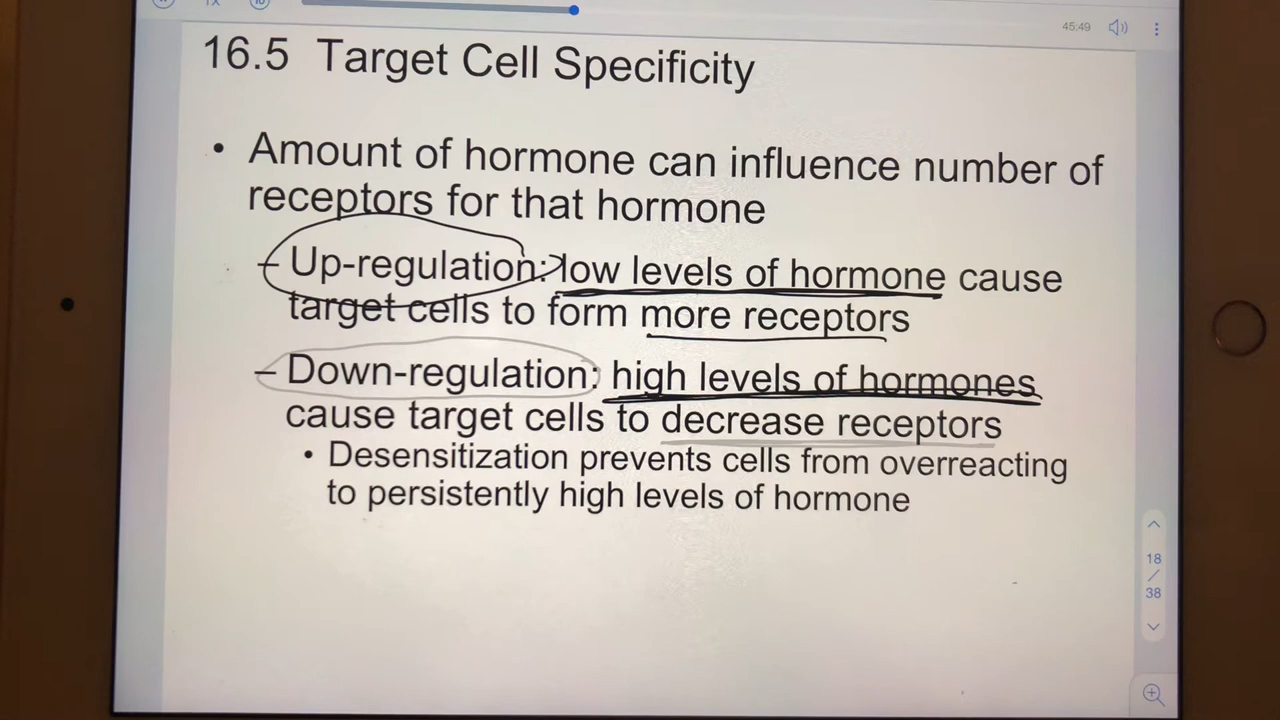 1X
10
45:49
16.5 Target Cell Specificity
• Amount of hormone can influence number of
receptors for that hormone
– Up-regulation: low levels of hormone cause
target cells to form more receptors
– Down-regulation: high levels of hormones
cause target cells to decrease receptors
• Desensitization prevents cells from overreacting
to persistently high levels of hormone
18
/
38